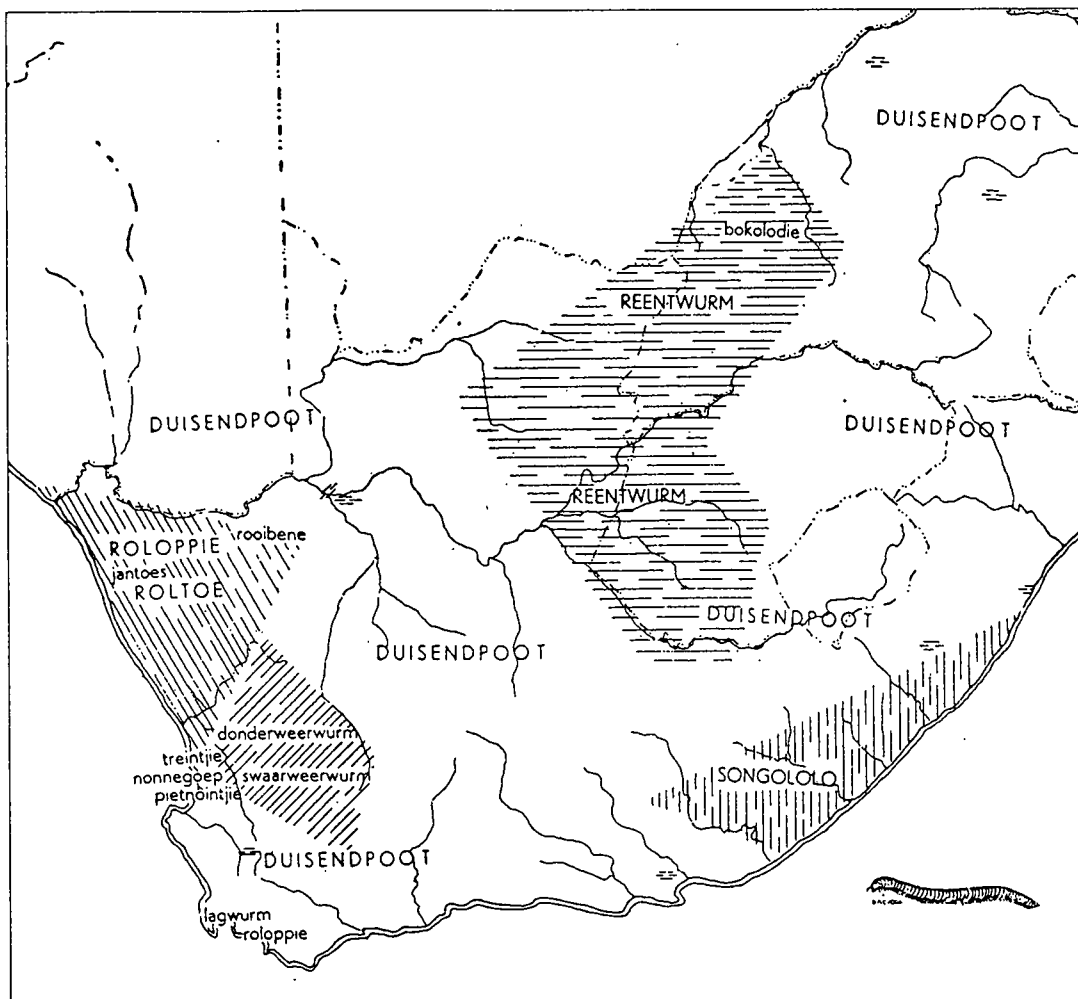 DUISENDPOOT
bokolodie
REENTWURM
DUISENDPOOT
DUISENDPOOT
REENTWURM
rooibene
ROLOPPIE
jantoes
ROLTOE
DUISENDPOOT
DUISENDPOOT
donderweerwurm
treintjie
nonnegoep
swaarweerwurm
SONGOLOLO
pietnointjie
DUISENDPOOT
lagwurm
roloppie